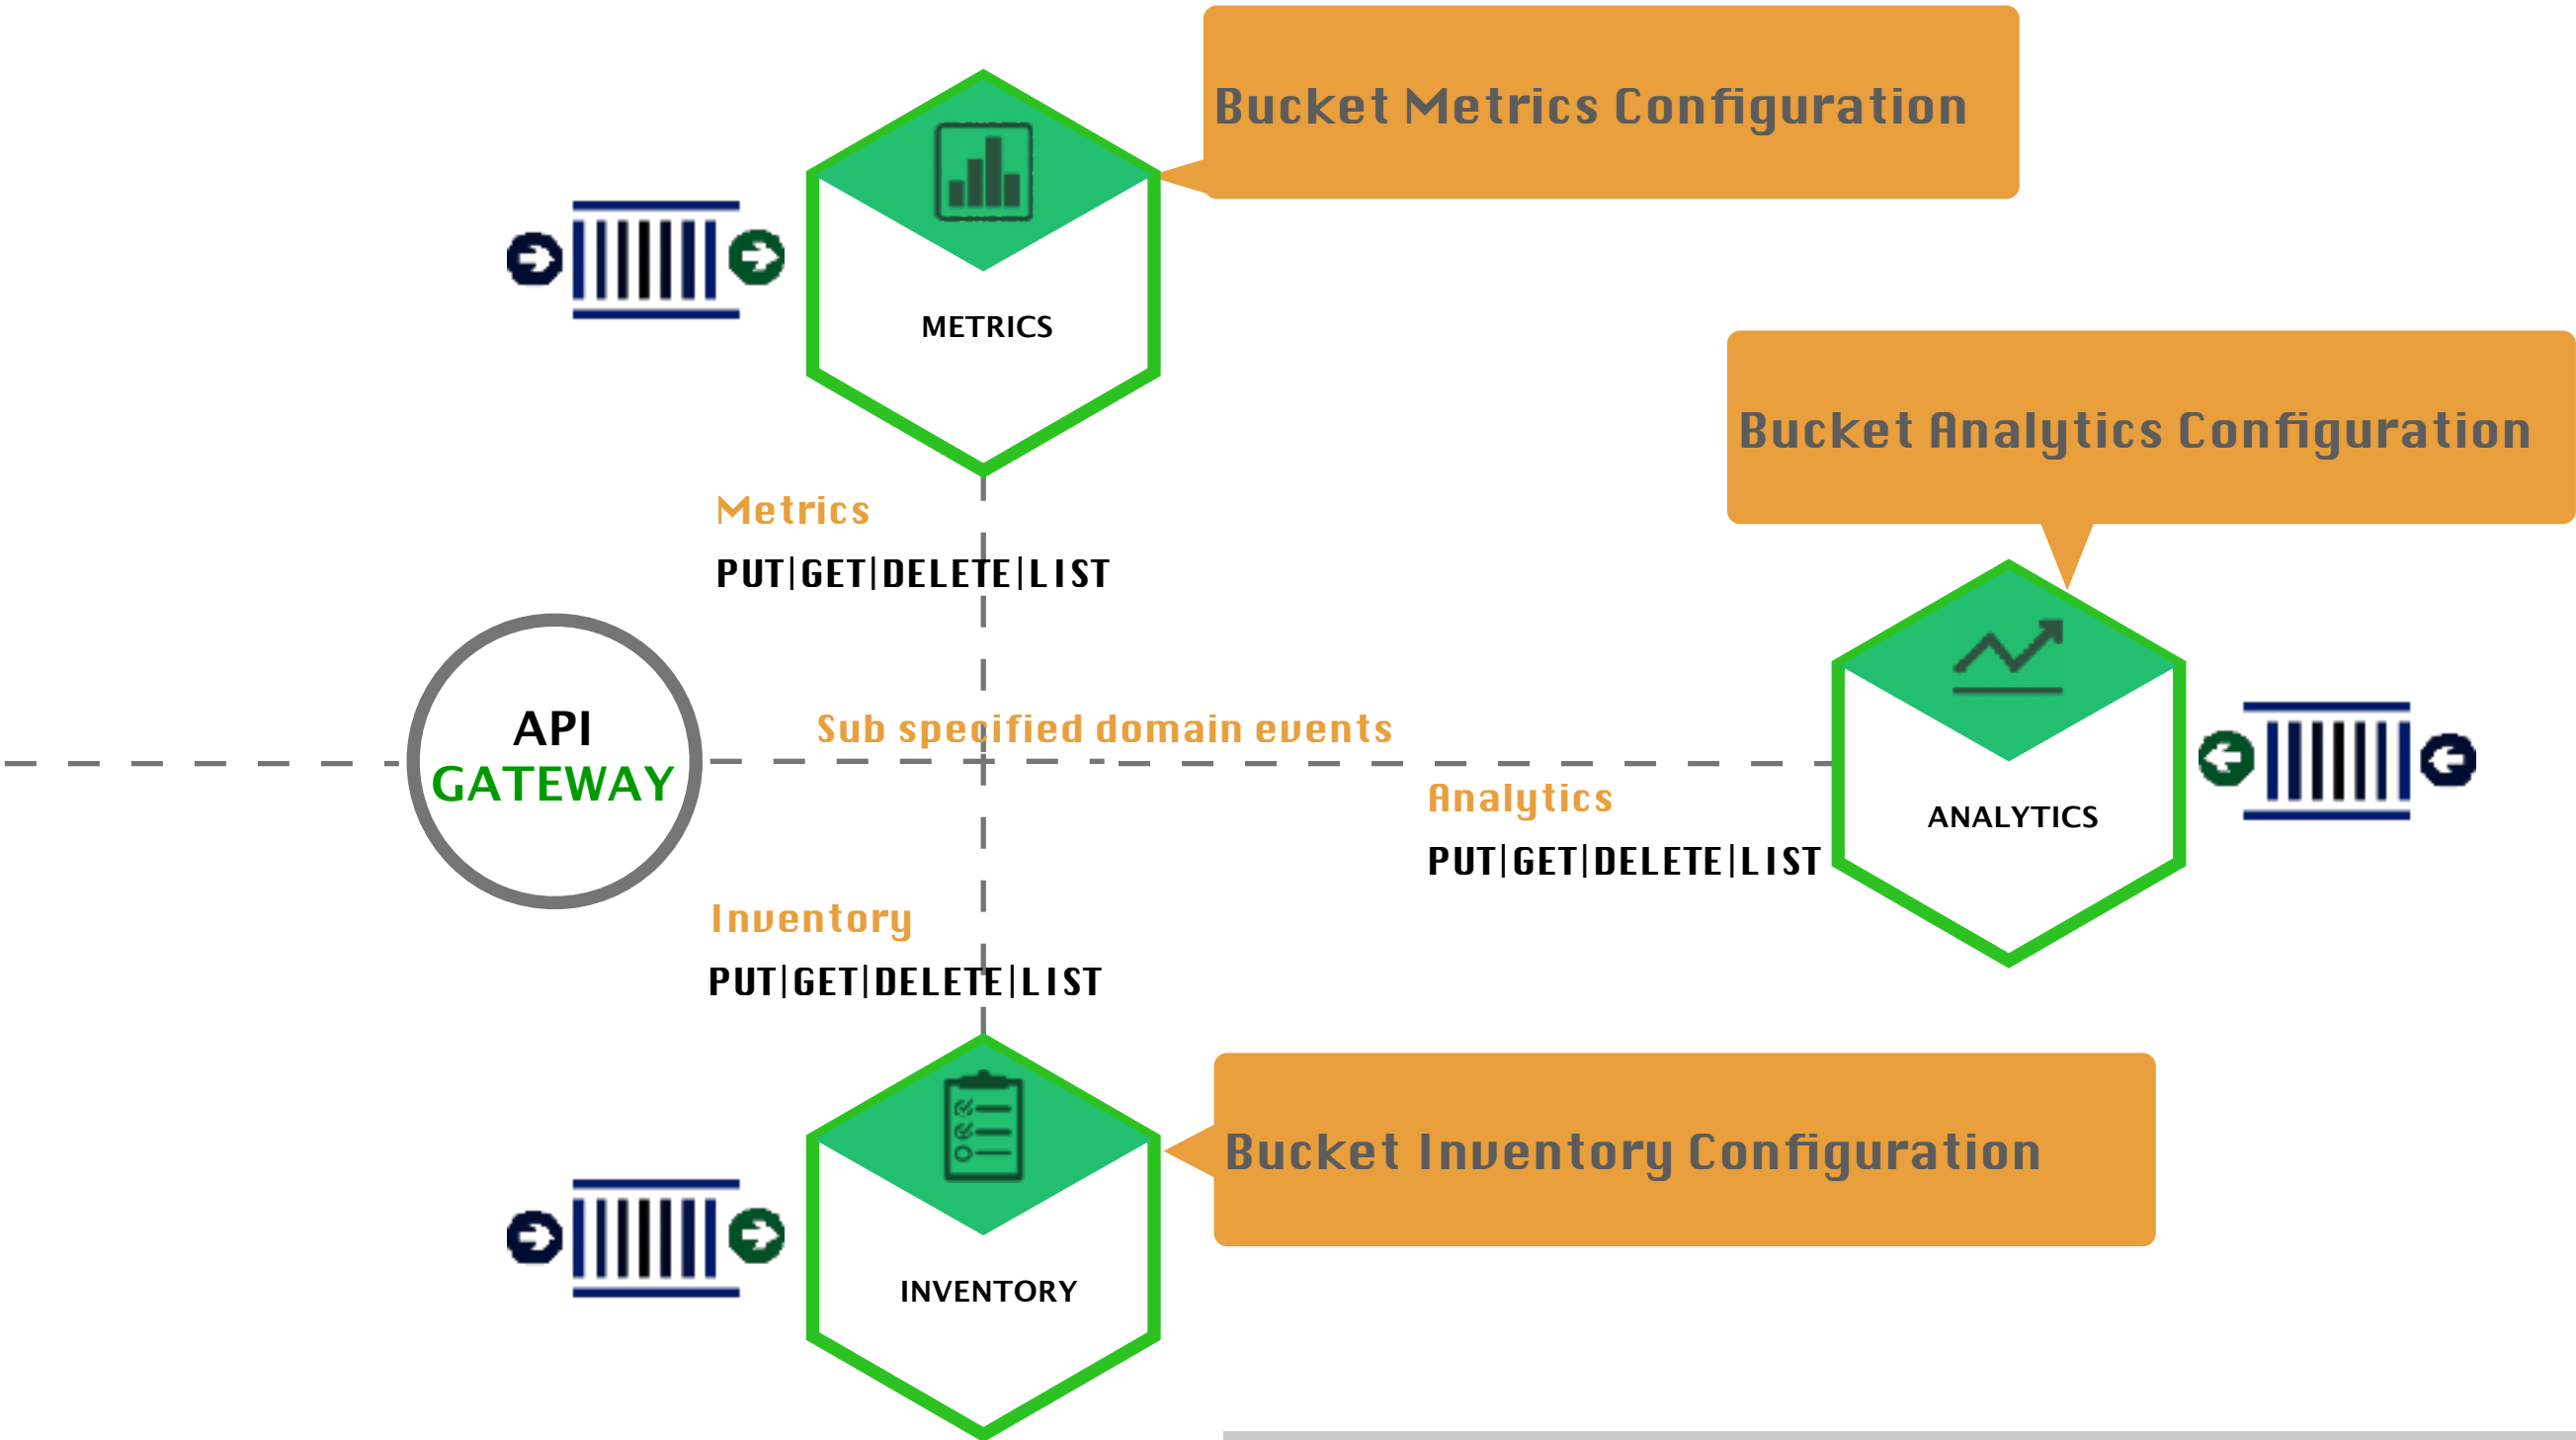 Bucket Metrics Configuration
METRICS
Bucket Analytics Configuration
Metrics
PUT|GET|DELETE|LIST
API
GATEWAY
Sub specified domain events
Analytics
PUT|GET|DELETE|LIST
ANALYTICS
Inventory
PUT|GET|DELETE|LIST
Bucket Inventory Configuration
INVENTORY